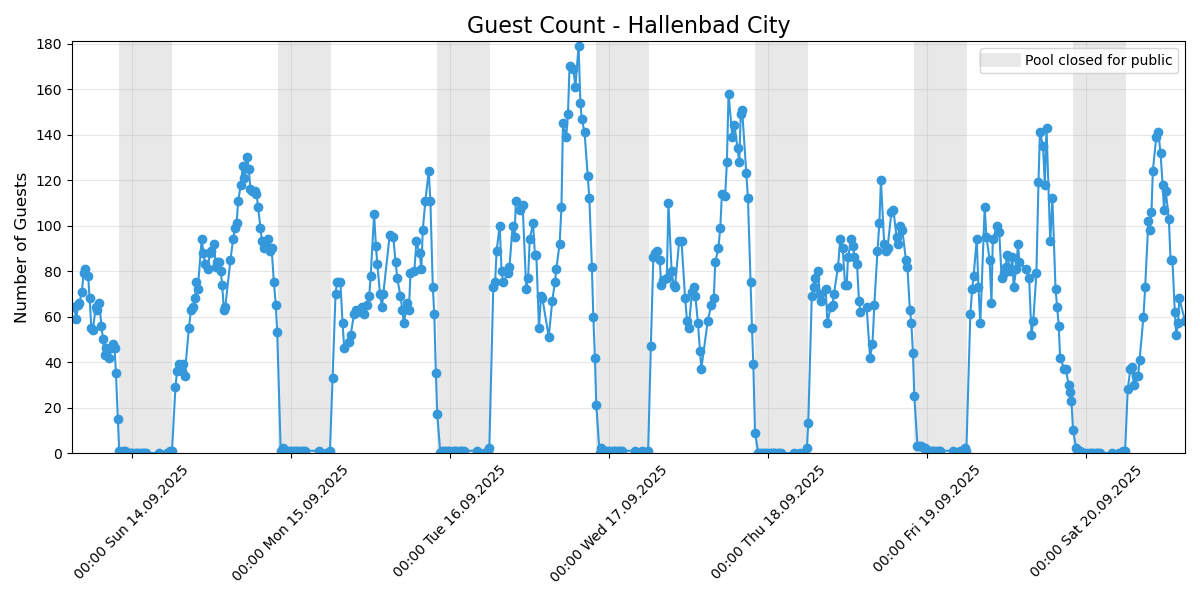 Guest Count - Hallenbad City
Pool closed for public
Number of Guests
180
160
140
120
100
80
60
40
20
0
00:00 Sun 14.09.2025
00:00 Mon 15.09.2025
00:00 Tue 16.09.2025
00:00 Wed 17.09.2025
00:00 Thu 18.09.2025
00:00 Fri 19.09.2025
00:00 Sat 20.09.2025